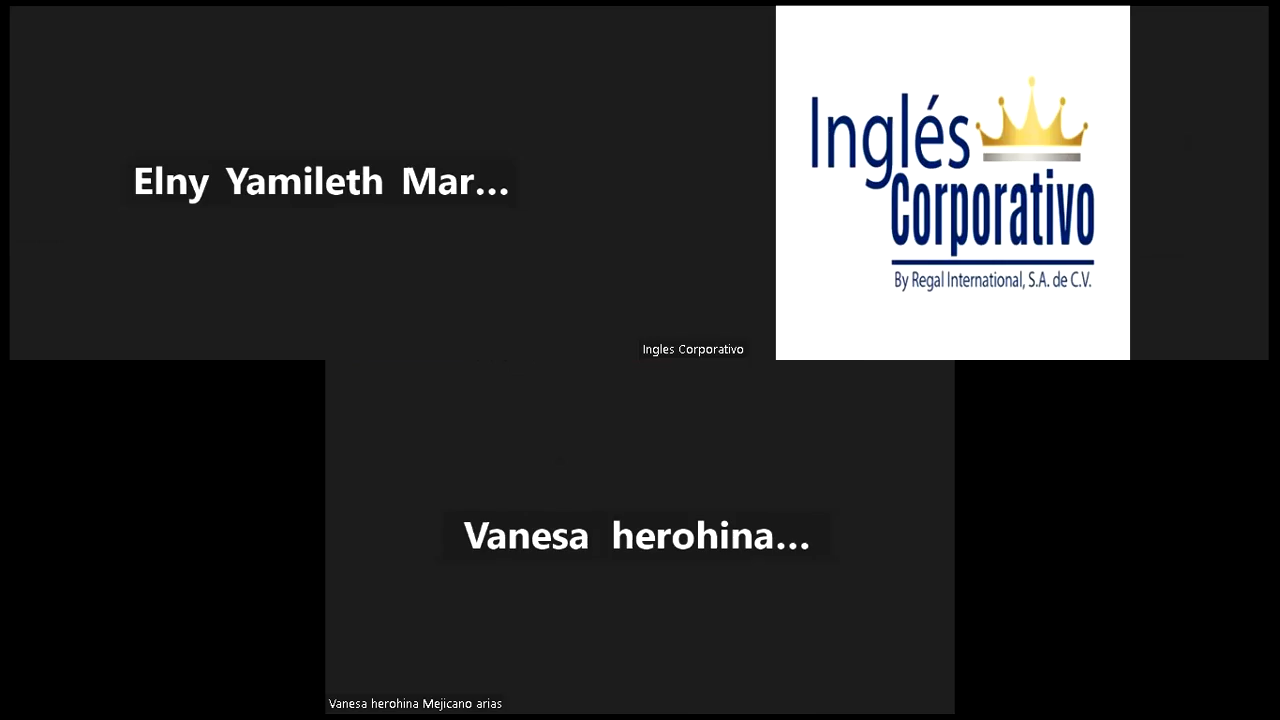 Elny Yamileth Mar...
Inglés
Corporativo
By Regal International, S.A. de C.V.
Ingles Corporativo
Vanesa herohina...
Vanesa herohina Mejicano arias